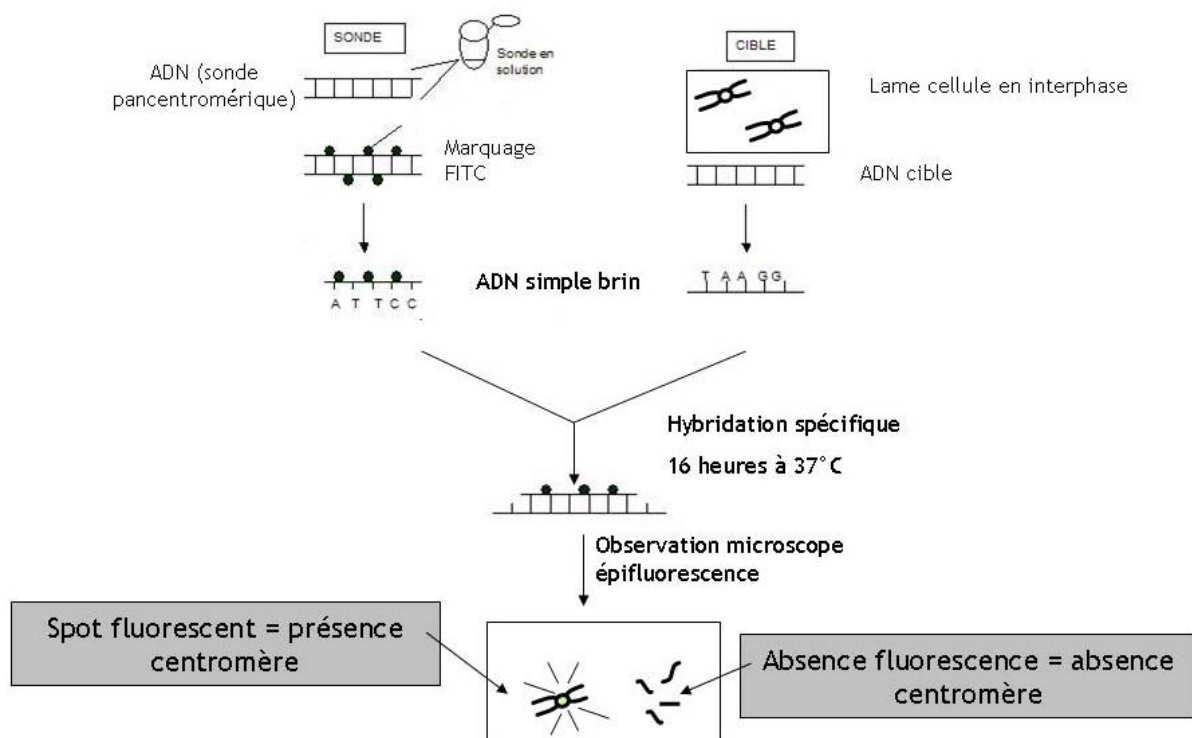 SONDE
Sonde en
solution
ADN (sonde
pancentromérique)
Marquage
FITC
A T T C C
CIBLE
Lame cellule en interphase
ADN cible
T A A G G
ADN simple brin
Hybridation spécifique
16 heures à 37°C
Observation microscope
épifluorescence
Spot fluorescent = présence
centromère
Absence fluorescence = absence
centromère